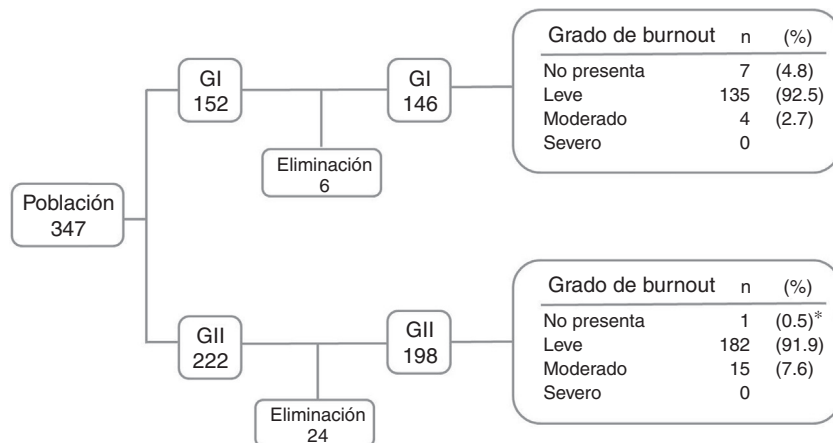 Población
347
GI
152
Eliminación
6
GI
146
Grado de burnout n (%)
No presenta 7 (4.8)
Leve 135 (92.5)
Moderado 4 (2.7)
Severo 0
GII
222
Eliminación
24
GII
198
Grado de burnout n (%)
No presenta 1 (0.5)*
Leve 182 (91.9)
Moderado 15 (7.6)
Severo 0